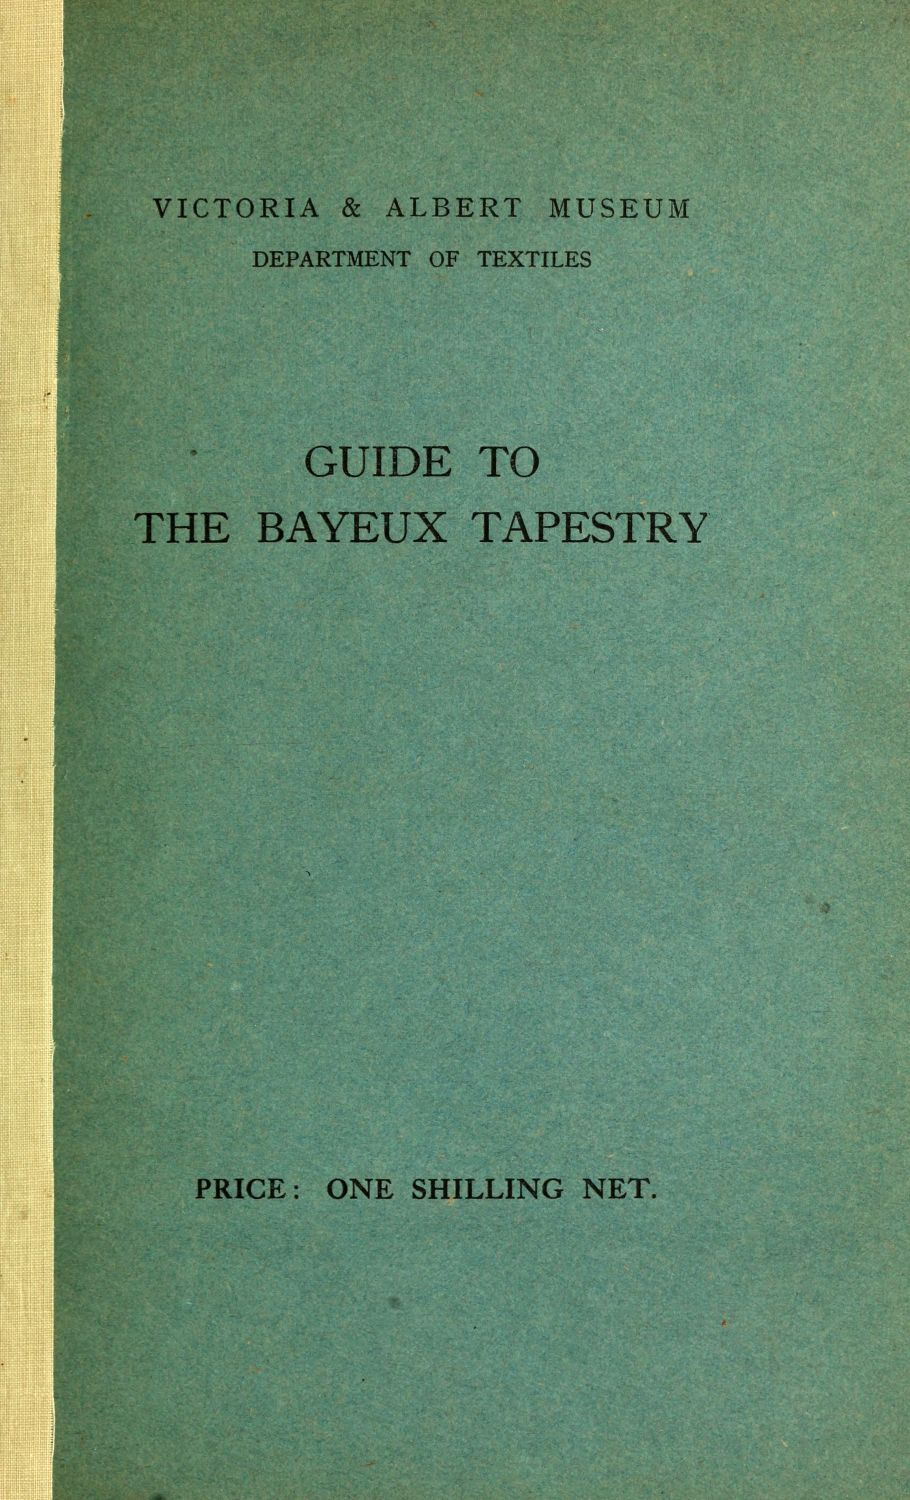 VICTORIA & ALBERT MUSEUM
DEPARTMENT OF TEXTILES
GUIDE TO
THE BAYEUX TAPESTRY
PRICE: ONE SHILLING NET.